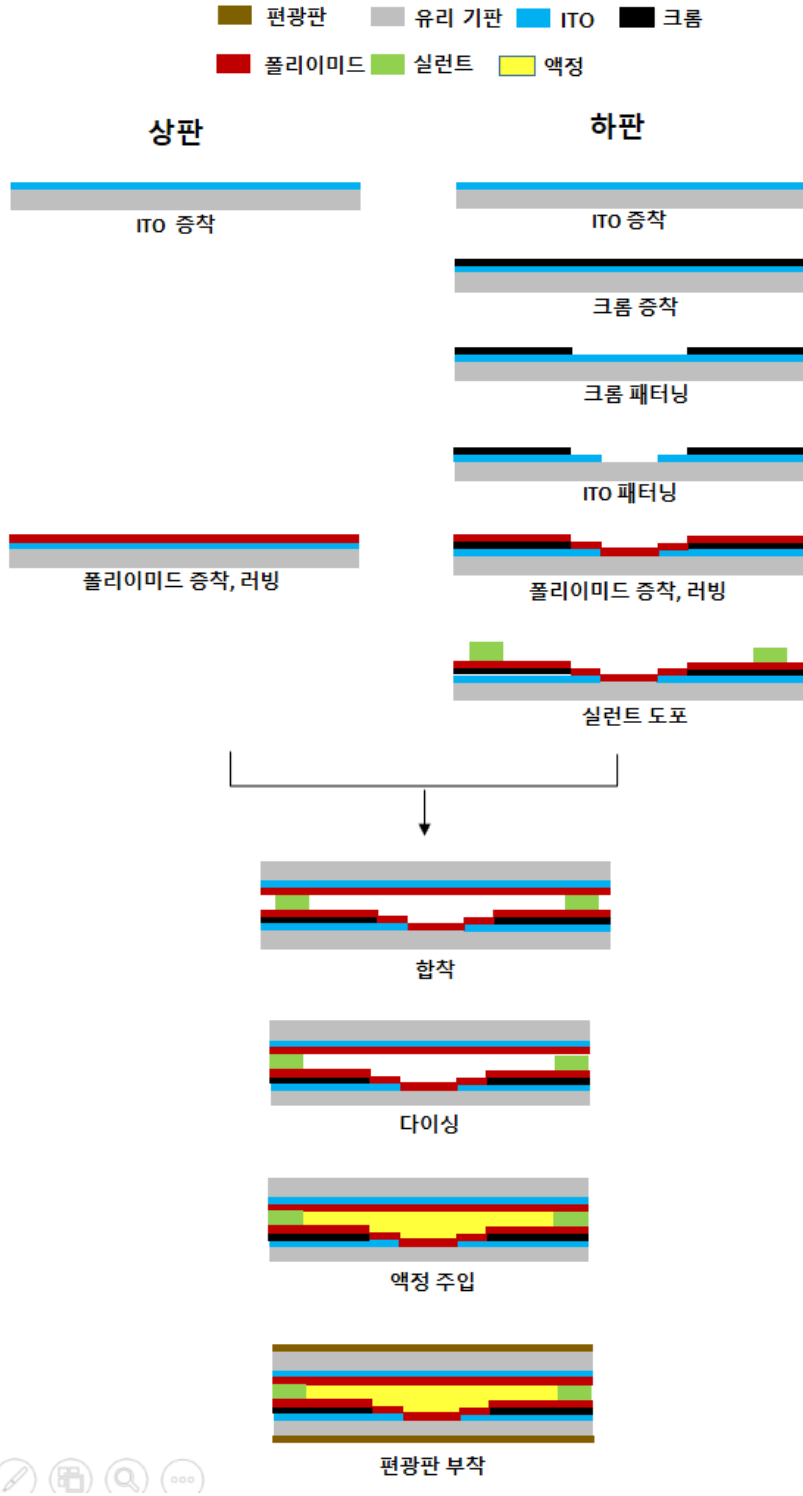 편광판 유리 기판 ITO 크롬
폴리이미드 실런트 액정
상판 하판
ITO 증착 ITO 증착
크롬 증착
크롬 패터닝
ITO 패터닝
폴리이미드 증착, 러빙 폴리이미드 증착, 러빙
실런트 도포
합착
다이싱
액정 주입
편광판 부착